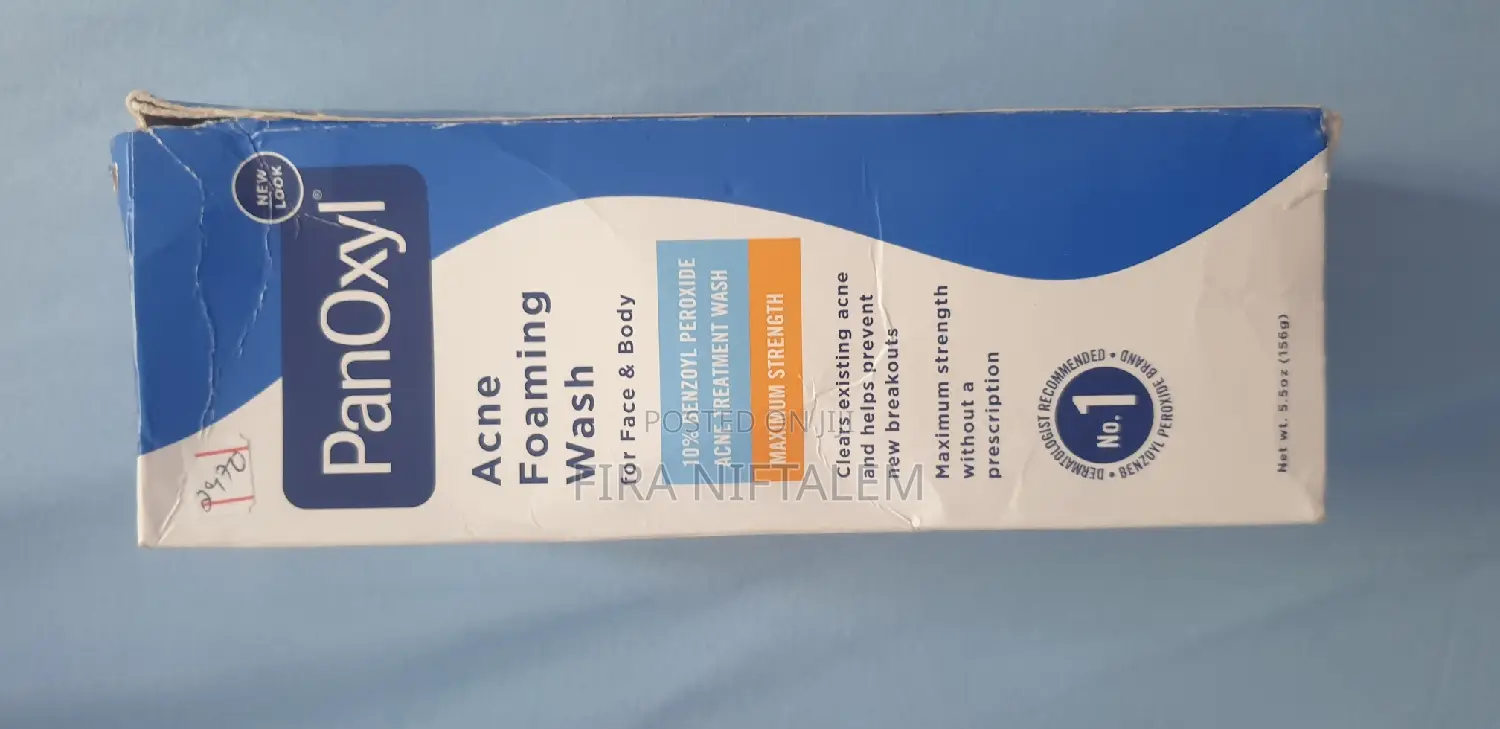 NEW
LOOK
PanOxyl®
Acne
Foaming
Wash
for Face & Body
10% BENZOYL PEROXIDE
ACNE TREATMENT WASH
MAXIMUM STRENGTH
Clears existing acne
and helps prevent
new breakouts
Maximum strength
without a
prescription
DERMATOLOGIST RECOMMENDED •
No. 1
BENZOYL PEROXIDE BRAND •
Net wt. 5.5oz (156g)
POSTED ON JIJI
FIRA NIFTALEM